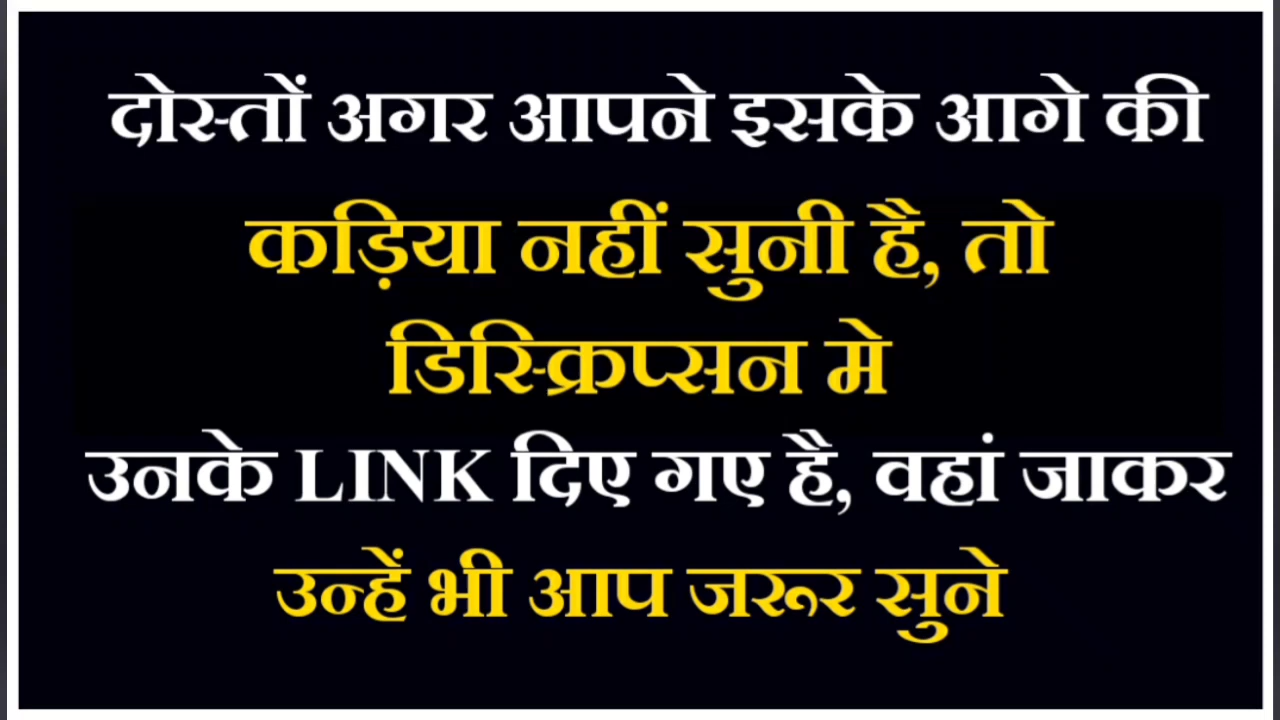 दोस्तों अगर आपने इसके आगे की
कड़िया नहीं सुनी है, तो
डिस्क्रिप्सन मे
उनके LINK दिए गए है, वहां जाकर
उन्हें भी आप जरूर सुने